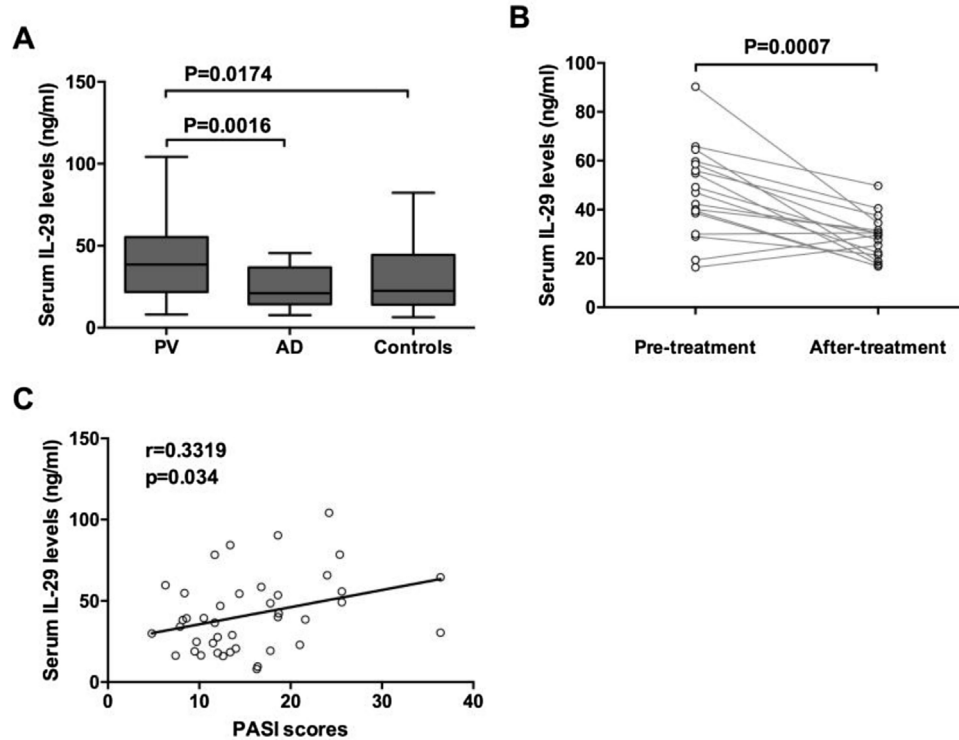 A
Serum IL-29 levels (ng/ml)
150
100
50
0
P=0.0174
P=0.0016
PV AD Controls
B
Serum IL-29 levels (ng/ml)
100
80
60
40
20
0
P=0.0007
Pre-treatment After-treatment
C
Serum IL-29 levels (ng/ml)
150
100
50
0
r=0.3319
p=0.034
0 10 20 30 40
PASI scores